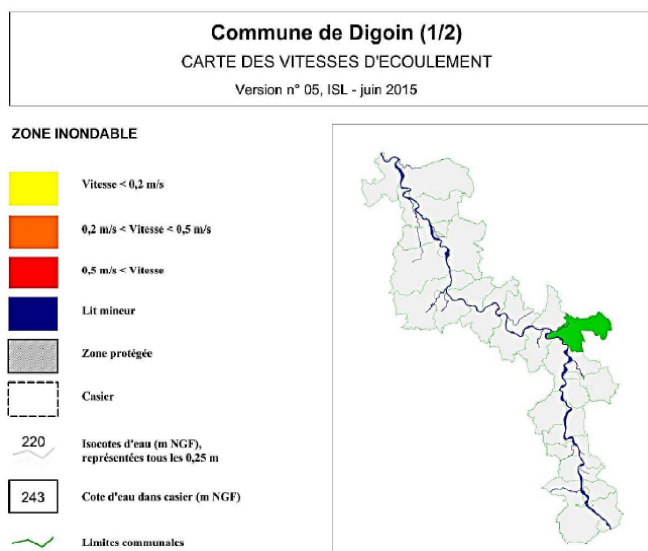 Commune de Digoin (1/2)
CARTE DES VITESSES D'ECOULEMENT
Version n° 05, ISL - juin 2015
ZONE INONDABLE
Vitesse < 0,2 m/s
0,2 m/s < Vitesse < 0,5 m/s
0,5 m/s < Vitesse
Lit mineur
Zone protégée
Casier
220
Isocotes d'eau (m NGF),
représentées tous les 0,25 m
243
Cote d'eau dans casier (m NGF)
Limites communales